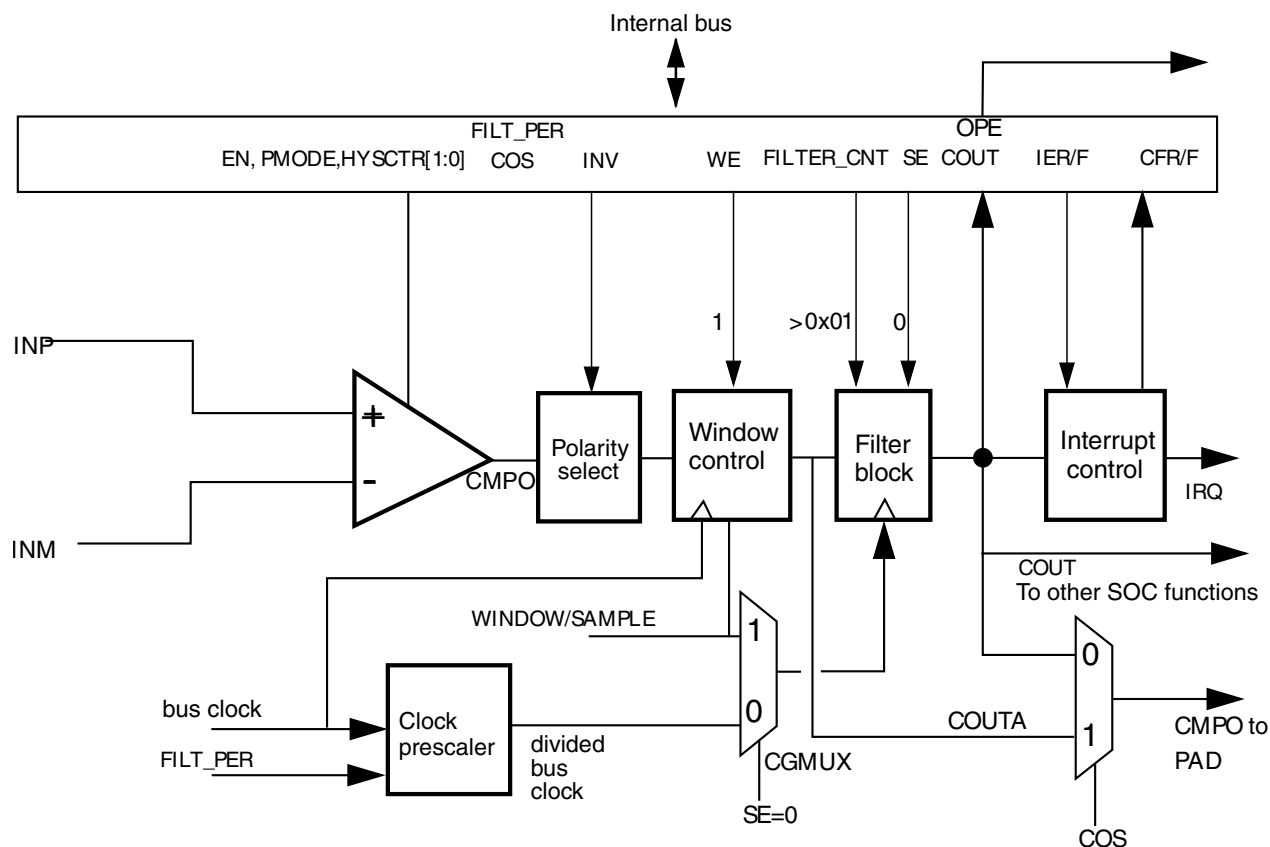 Internal bus
FILT_PER
OPE
EN, PMODE,HYSCTR[1:0]
COS
INV
WE
FILTER_CNT
SE
COUT
IER/F
CFR/F
1
>0x01
0
INP
+
-
INM
CMPO
Polarity
select
Window
control
Filter
block
Interrupt
control
IRQ
COUT
To other SOC functions
WINDOW/SAMPLE
1
0
CGMUX
SE=0
bus clock
FILT_PER
Clock
prescaler
divided
bus
clock
COUTA
0
1
CMPO to
PAD
COS